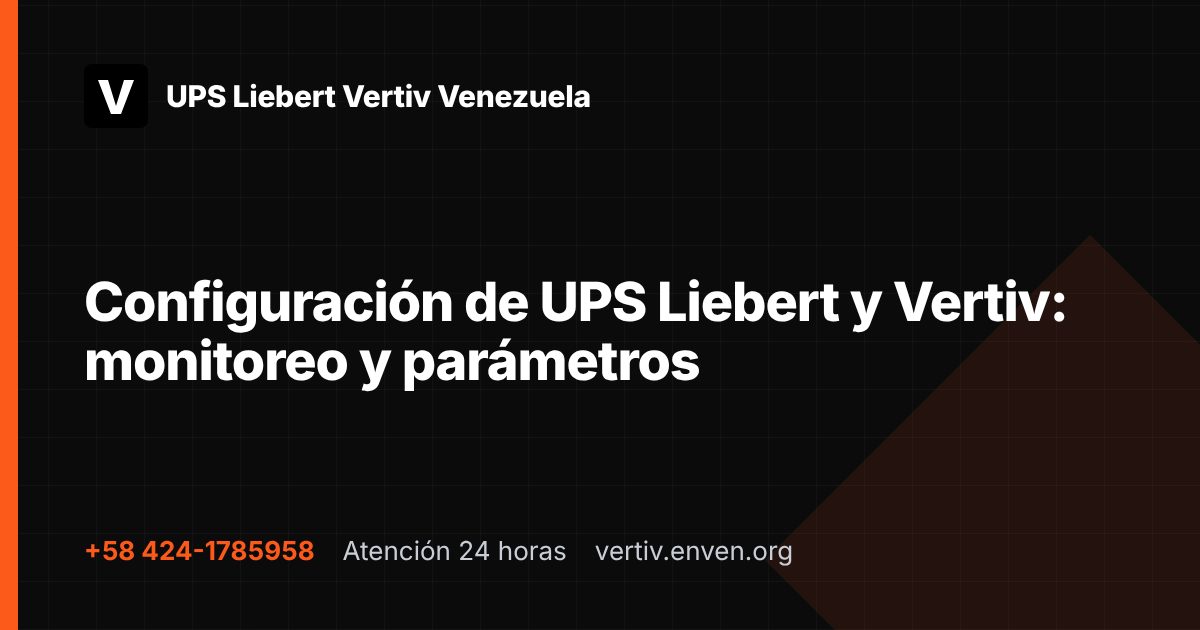 V
UPS Liebert Vertiv Venezuela
Configuración de UPS Liebert y Vertiv:
monitoreo y parámetros
+58 424-1785958 Atención 24 horas vertiv.enven.org